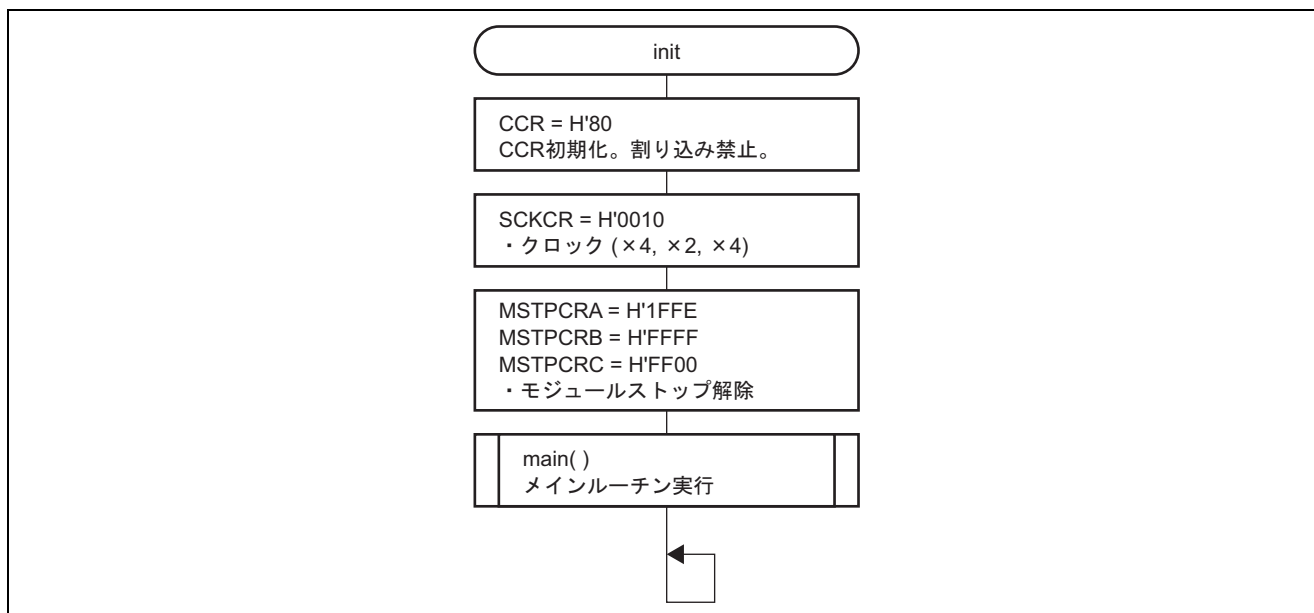 init
CCR = H'80
CCR初期化。割り込み禁止。
SCKCR = H'0010
・クロック (×4, ×2, ×4)
MSTPCRA = H'1FFE
MSTPCRB = H'FFFF
MSTPCRC = H'FF00
・モジュールストップ解除
main( )
メインルーチン実行